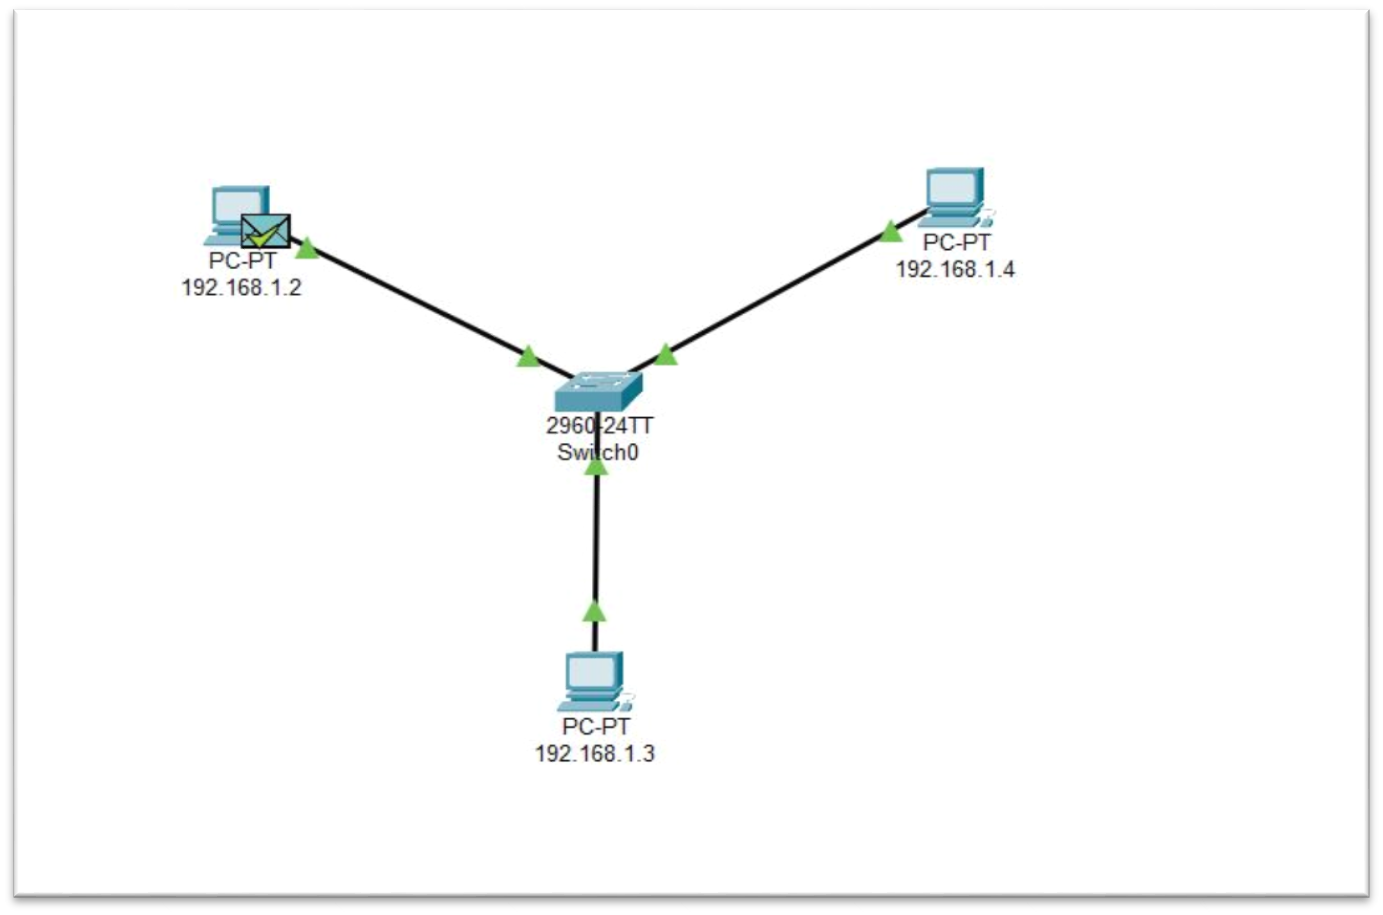 PC-PT
192.168.1.2
PC-PT
192.168.1.4
2960-24TT
Switch0
PC-PT
192.168.1.3